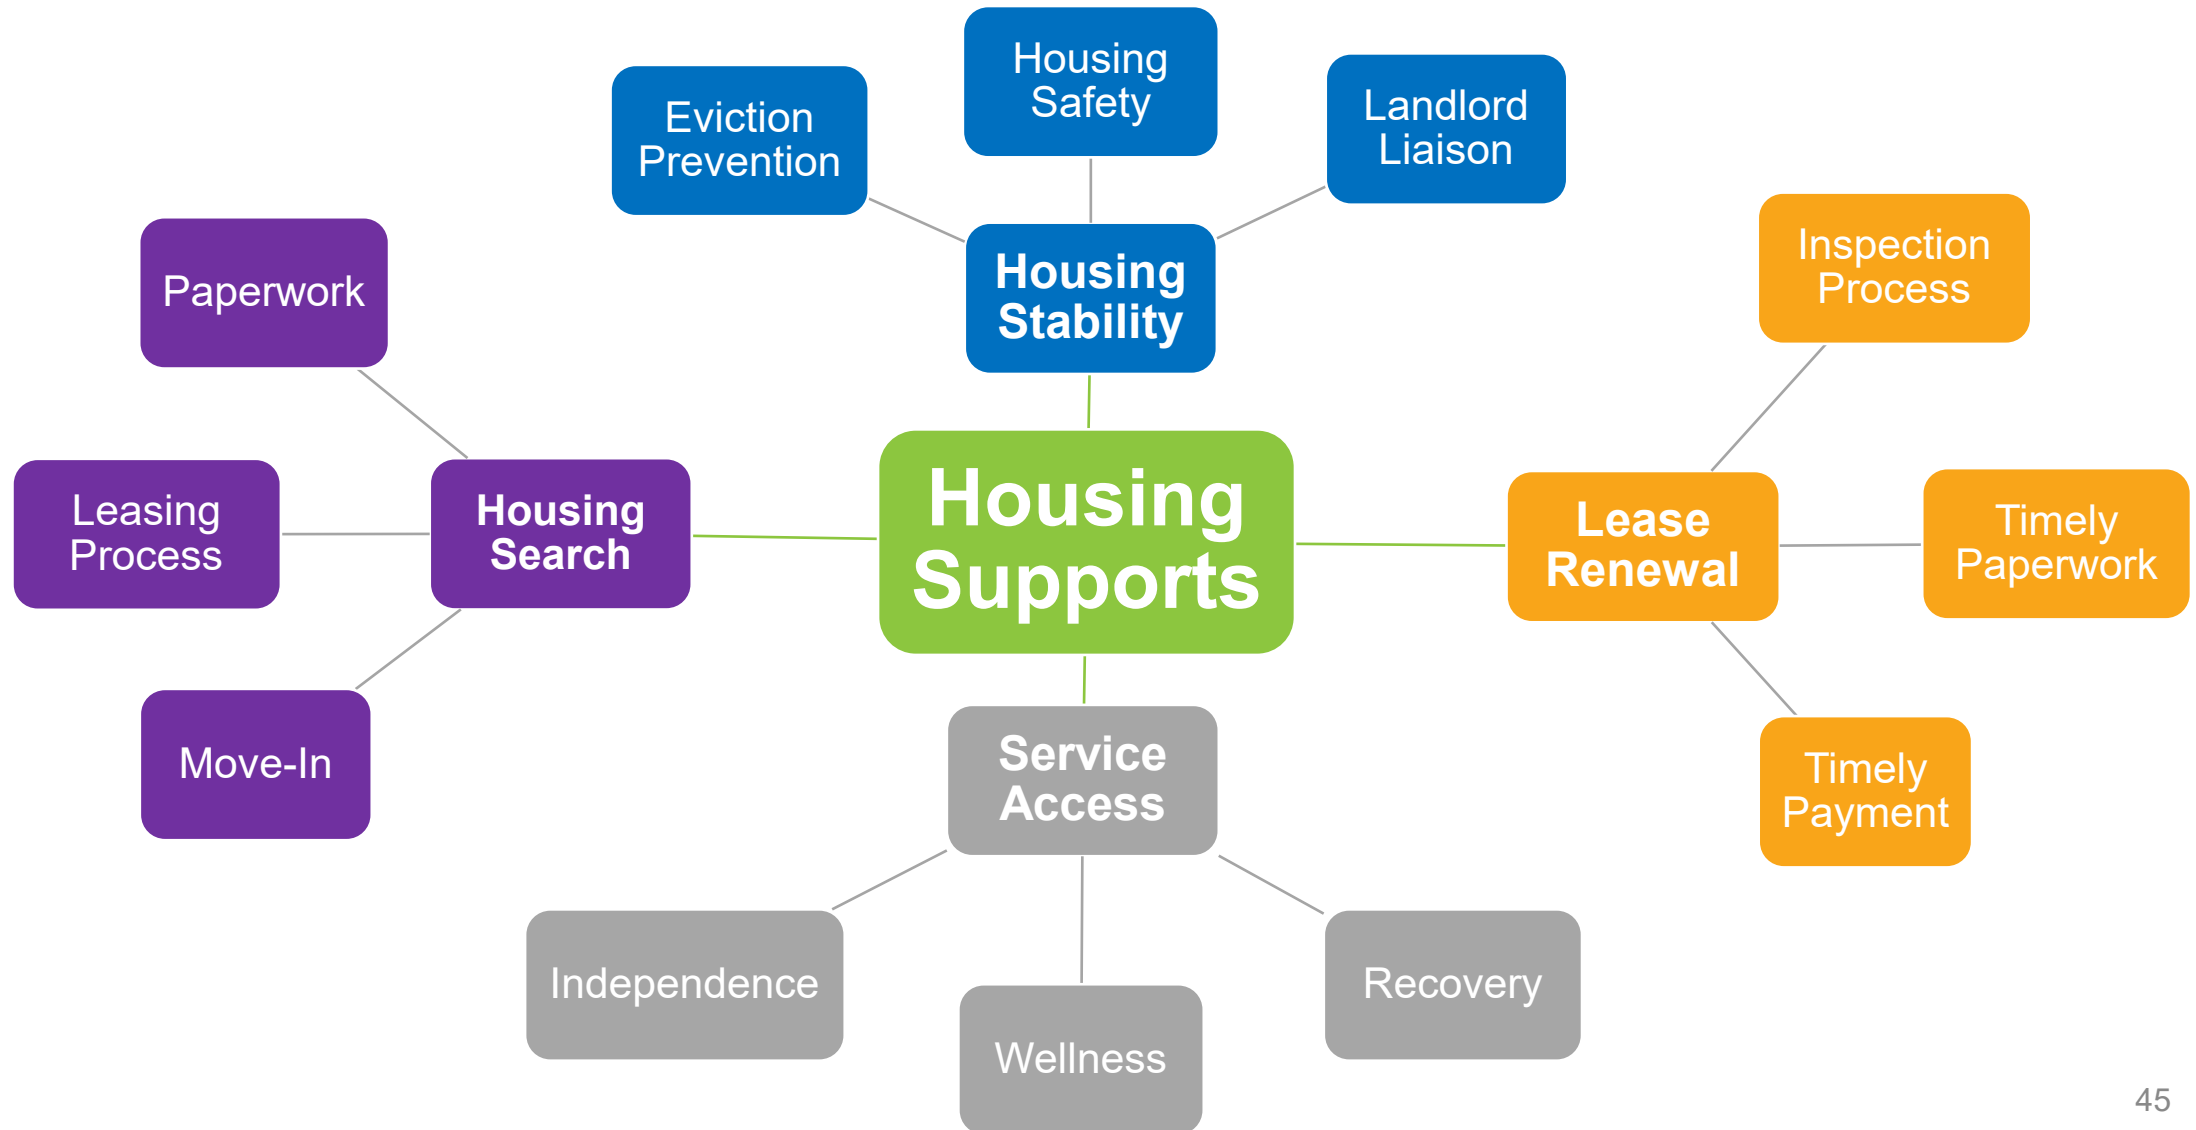 Housing
Safety
Eviction
Prevention
Landlord
Liaison
Housing
Stability
Paperwork
Inspection
Process
Leasing
Process
Housing
Search
Housing
Supports
Lease
Renewal
Timely
Paperwork
Move-In
Service
Access
Timely
Payment
Independence
Wellness
Recovery
45